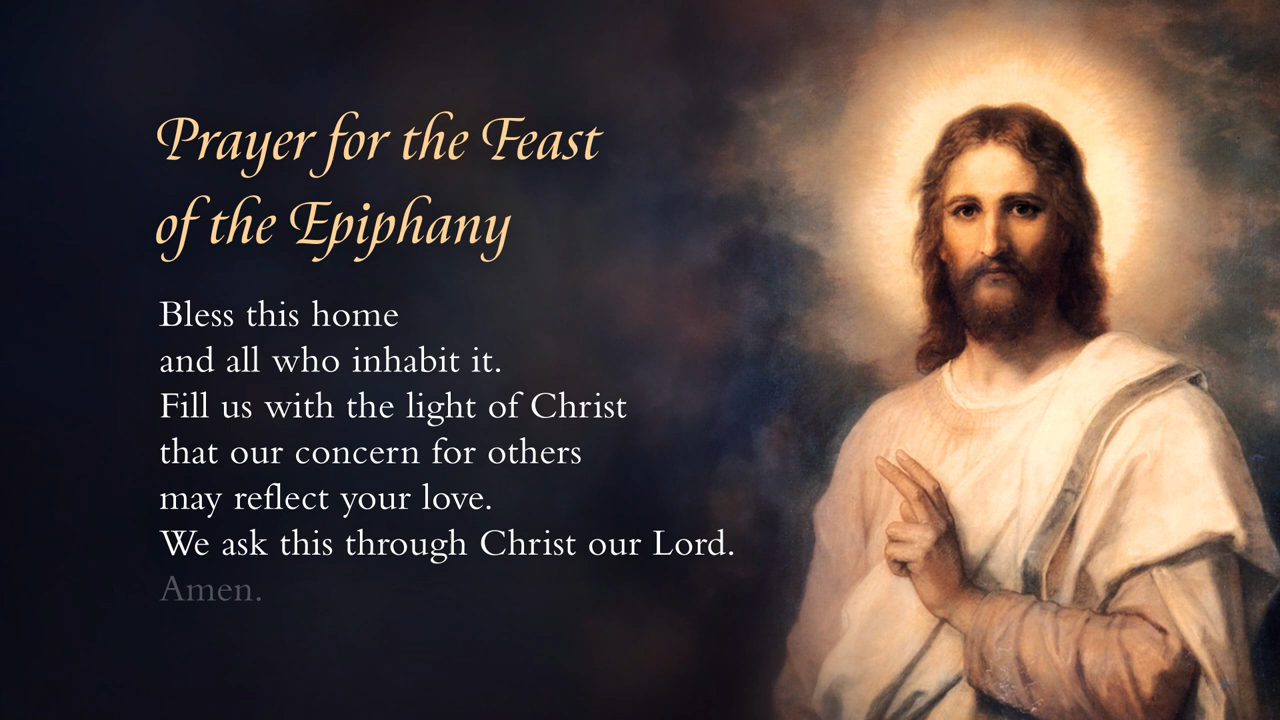 Prayer for the Feast
of the Epiphany
Bless this home
and all who inhabit it.
Fill us with the light of Christ
that our concern for others
may reflect your love.
We ask this through Christ our Lord.
Amen.